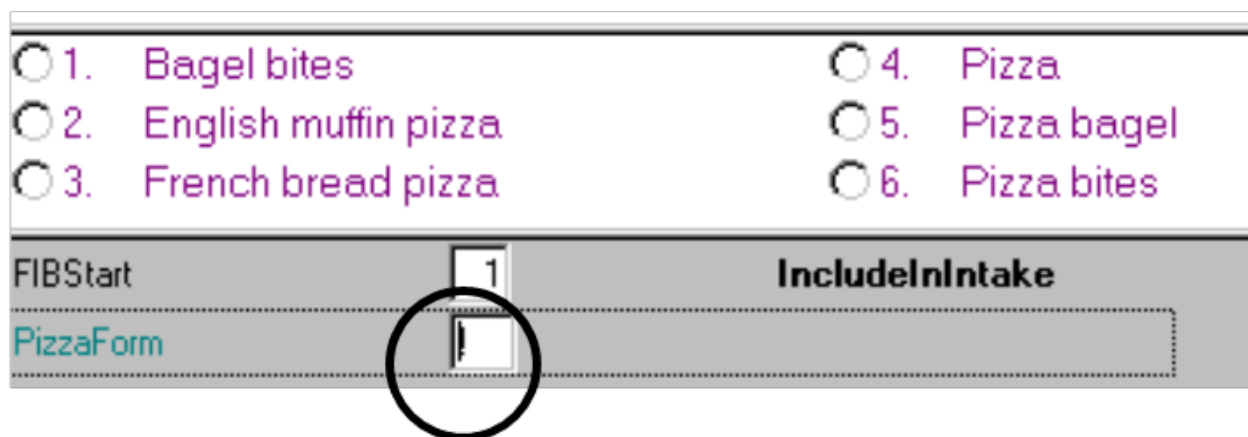 1. Bagel bites 4. Pizza
2. English muffin pizza 5. Pizza bagel
3. French bread pizza 6. Pizza bites
FIBStart 1 IncludeInIntake
PizzaForm